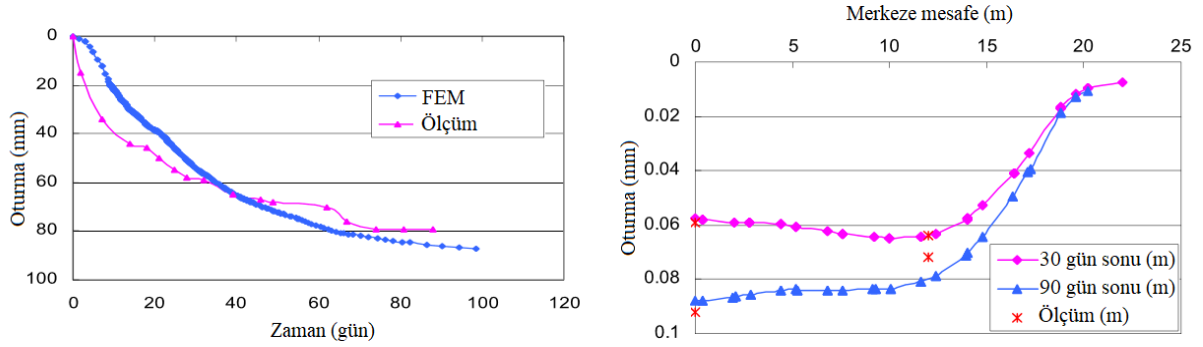 0
20
40
60
80
100
Oturma (mm)
FEM
Ölçüm
0 20 40 60 80 100 120
Zaman (gün)
Merkeze mesafe (m)
0 5 10 15 20 25
0
0.02
0.04
0.06
0.08
0.1
Oturma (mm)
30 gün sonu (m)
90 gün sonu (m)
Ölçüm (m)